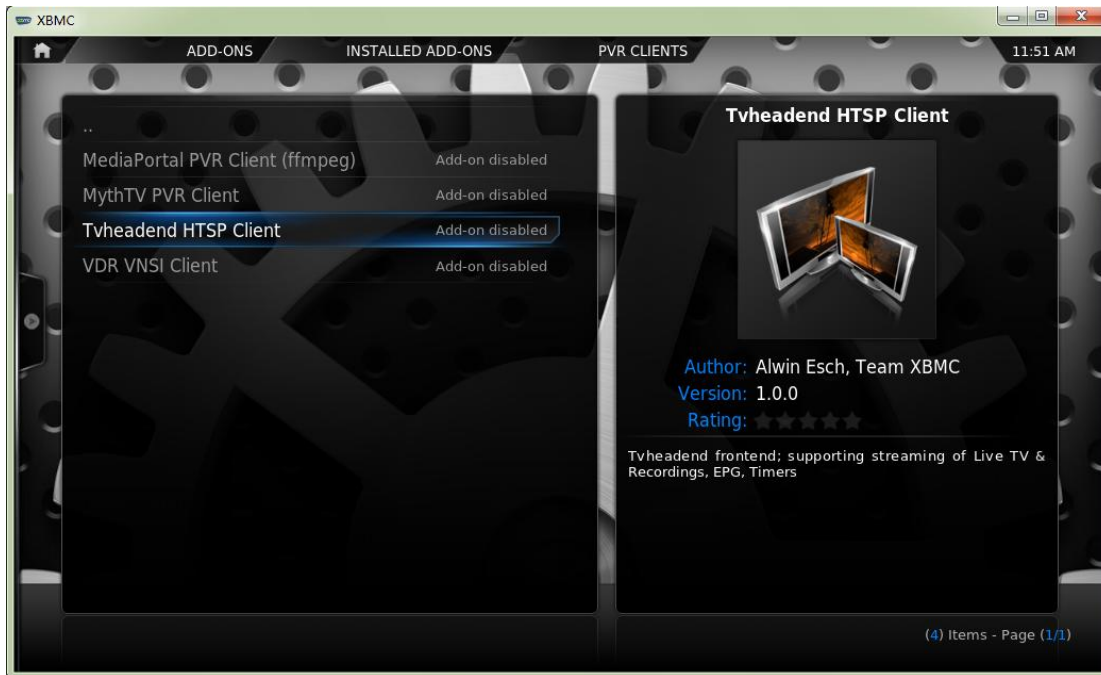 XBMC
ADD-ONS INSTALLED ADD-ONS PVR CLIENTS 11:51 AM
..
MediaPortal PVR Client (ffmpeg) Add-on disabled
MythTV PVR Client Add-on disabled
Tvheadend HTSP Client Add-on disabled
VDR VNSI Client Add-on disabled
Tvheadend HTSP Client
Author: Alwin Esch, Team XBMC
Version: 1.0.0
Rating:
Tvheadend frontend; supporting streaming of Live TV &
Recordings, EPG, Timers
(4) Items - Page (1/1)